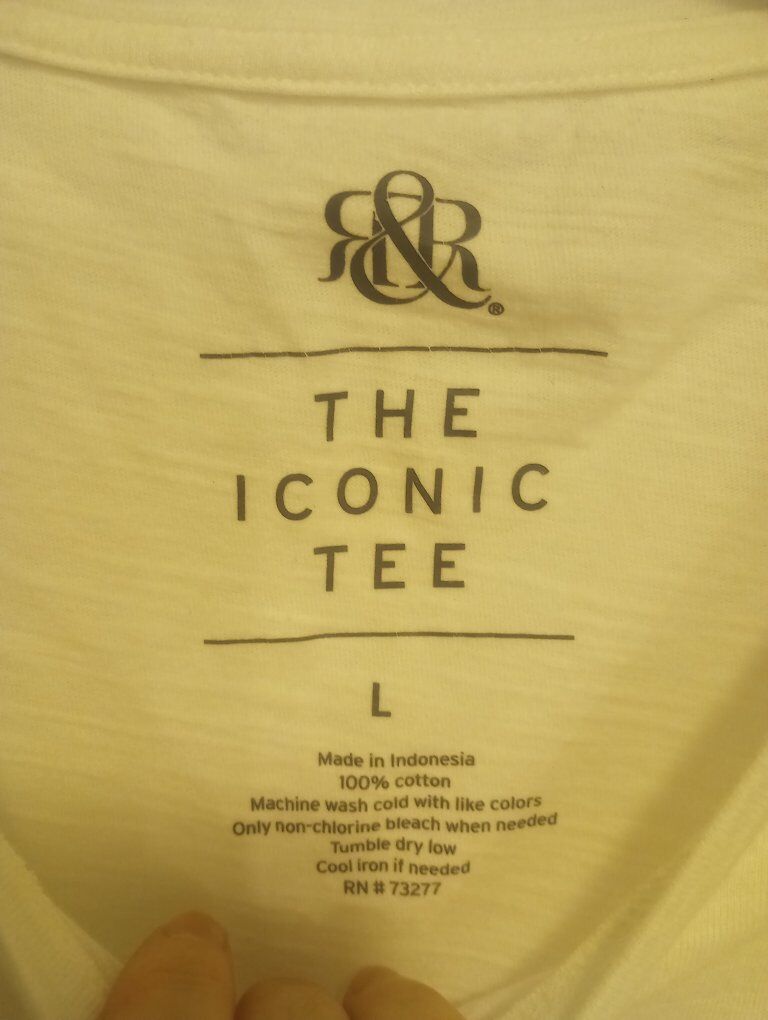 R&R®
THE
ICONIC
TEE
L
Made in Indonesia
100% cotton
Machine wash cold with like colors
Only non-chlorine bleach when needed
Tumble dry low
Cool iron if needed
RN # 73277